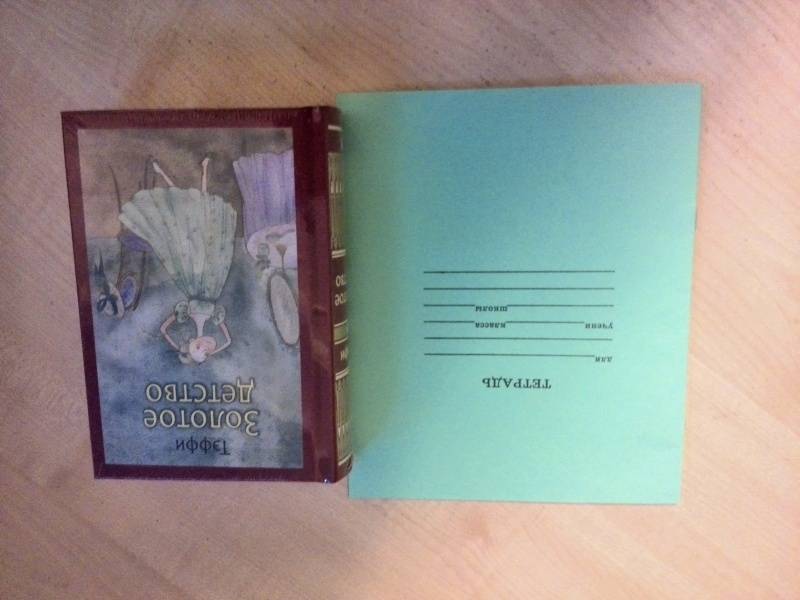 Тэффи
Золотое
детство
ТЕТРАДЬ
для
учени класса
школы